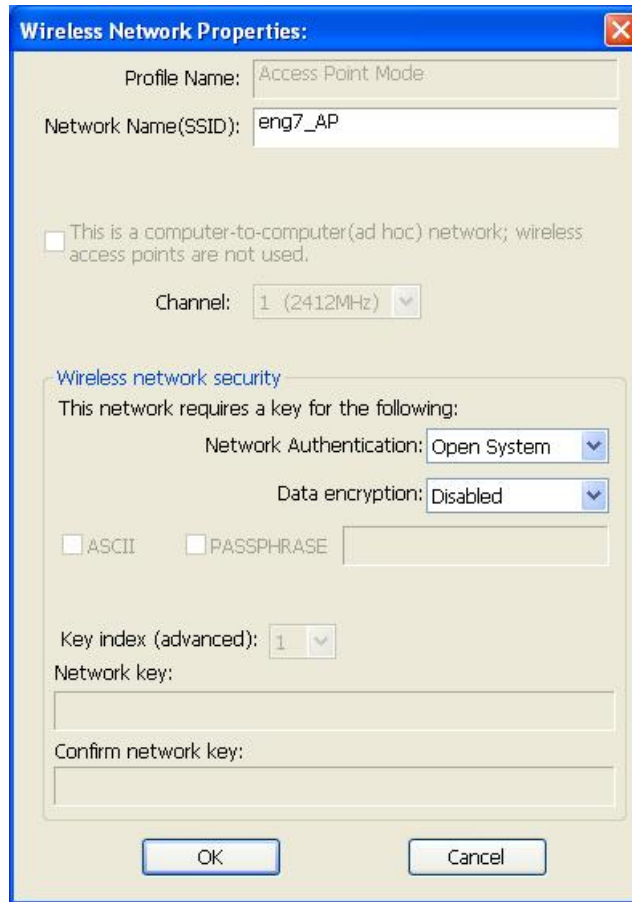 Wireless Network Properties:
Profile Name: Access Point Mode
Network Name(SSID): eng7_AP
This is a computer-to-computer(ad hoc) network; wireless
access points are not used.
Channel: 1 (2412MHz)
Wireless network security
This network requires a key for the following:
Network Authentication: Open System
Data encryption: Disabled
ASCII PASSPHRASE
Key index (advanced): 1
Network key:
Confirm network key:
OK Cancel